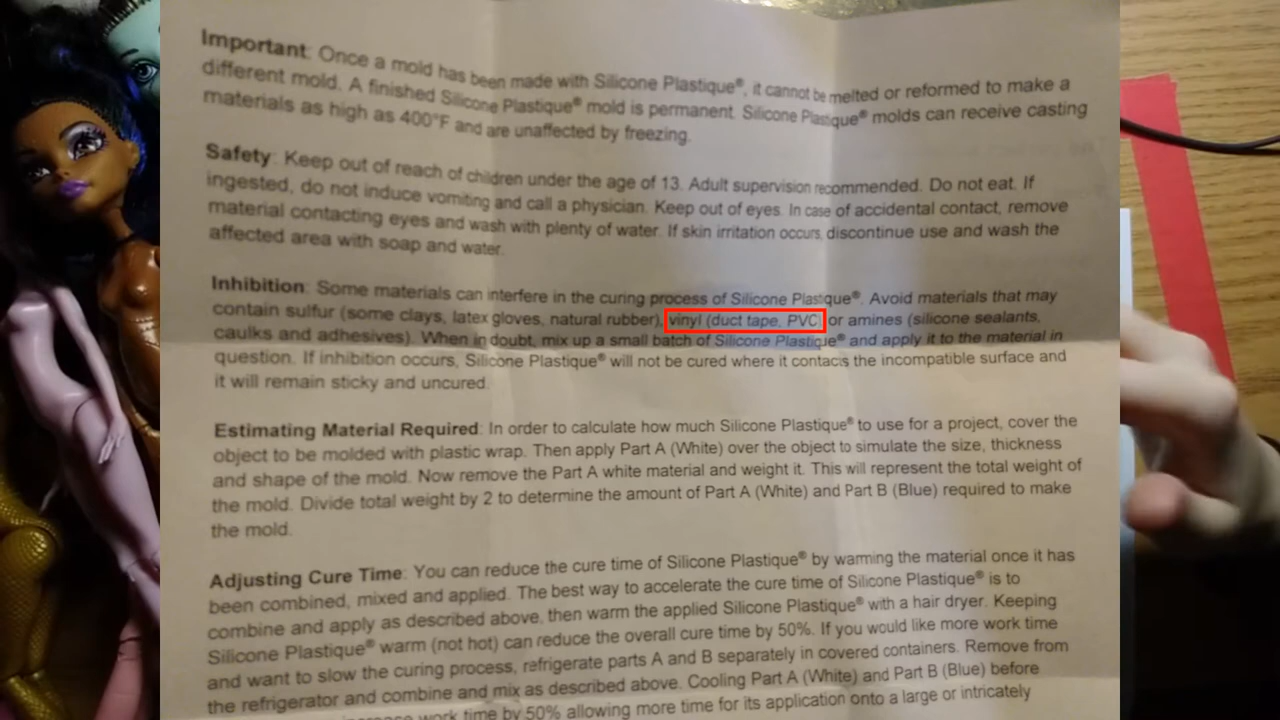 Important: Once a mold has been made with Silicone Plastique®, it cannot be melted or reformed to make a
different mold. A finished Silicone Plastique® mold is permanent. Silicone Plastique® molds can receive casting
materials as high as 400°F and are unaffected by freezing.
Safety: Keep out of reach of children under the age of 13. Adult supervision recommended. Do not eat. If
ingested, do not induce vomiting and call a physician. Keep out of eyes. In case of accidental contact, remove
material contacting eyes and wash with plenty of water. If skin irritation occurs, discontinue use and wash the
affected area with soap and water.
Inhibition: Some materials can interfere in the curing process of Silicone Plastique®. Avoid materials that may
contain sulfur (some clays, latex gloves, natural rubber), vinyl (duct tape, PVC) or amines (silicone sealants,
caulks and adhesives). When in doubt, mix up a small batch of Silicone Plastique® and apply it to the material in
question. If inhibition occurs, Silicone Plastique® will not be cured where it contacts the incompatible surface and
it will remain sticky and uncured.
Estimating Material Required: In order to calculate how much Silicone Plastique® to use for a project, cover the
object to be molded with plastic wrap. Then apply Part A (White) over the object to simulate the size, thickness
and shape of the mold. Now remove the Part A white material and weight it. This will represent the total weight of
the mold. Divide total weight by 2 to determine the amount of Part A (White) and Part B (Blue) required to make
the mold.
Adjusting Cure Time: You can reduce the cure time of Silicone Plastique® by warming the material once it has
been combined, mixed and applied. The best way to accelerate the cure time of Silicone Plastique® is to
combine and apply as described above, then warm the applied Silicone Plastique® with a hair dryer. Keeping
Silicone Plastique® warm (not hot) can reduce the overall cure time by 50%. If you would like more work time
and want to slow the curing process, refrigerate parts A and B separately in covered containers. Remove from
the refrigerator and combine and mix as described above. Cooling Part A (White) and Part B (Blue) before
work time by 50% allowing more time for its application onto a large or intricately